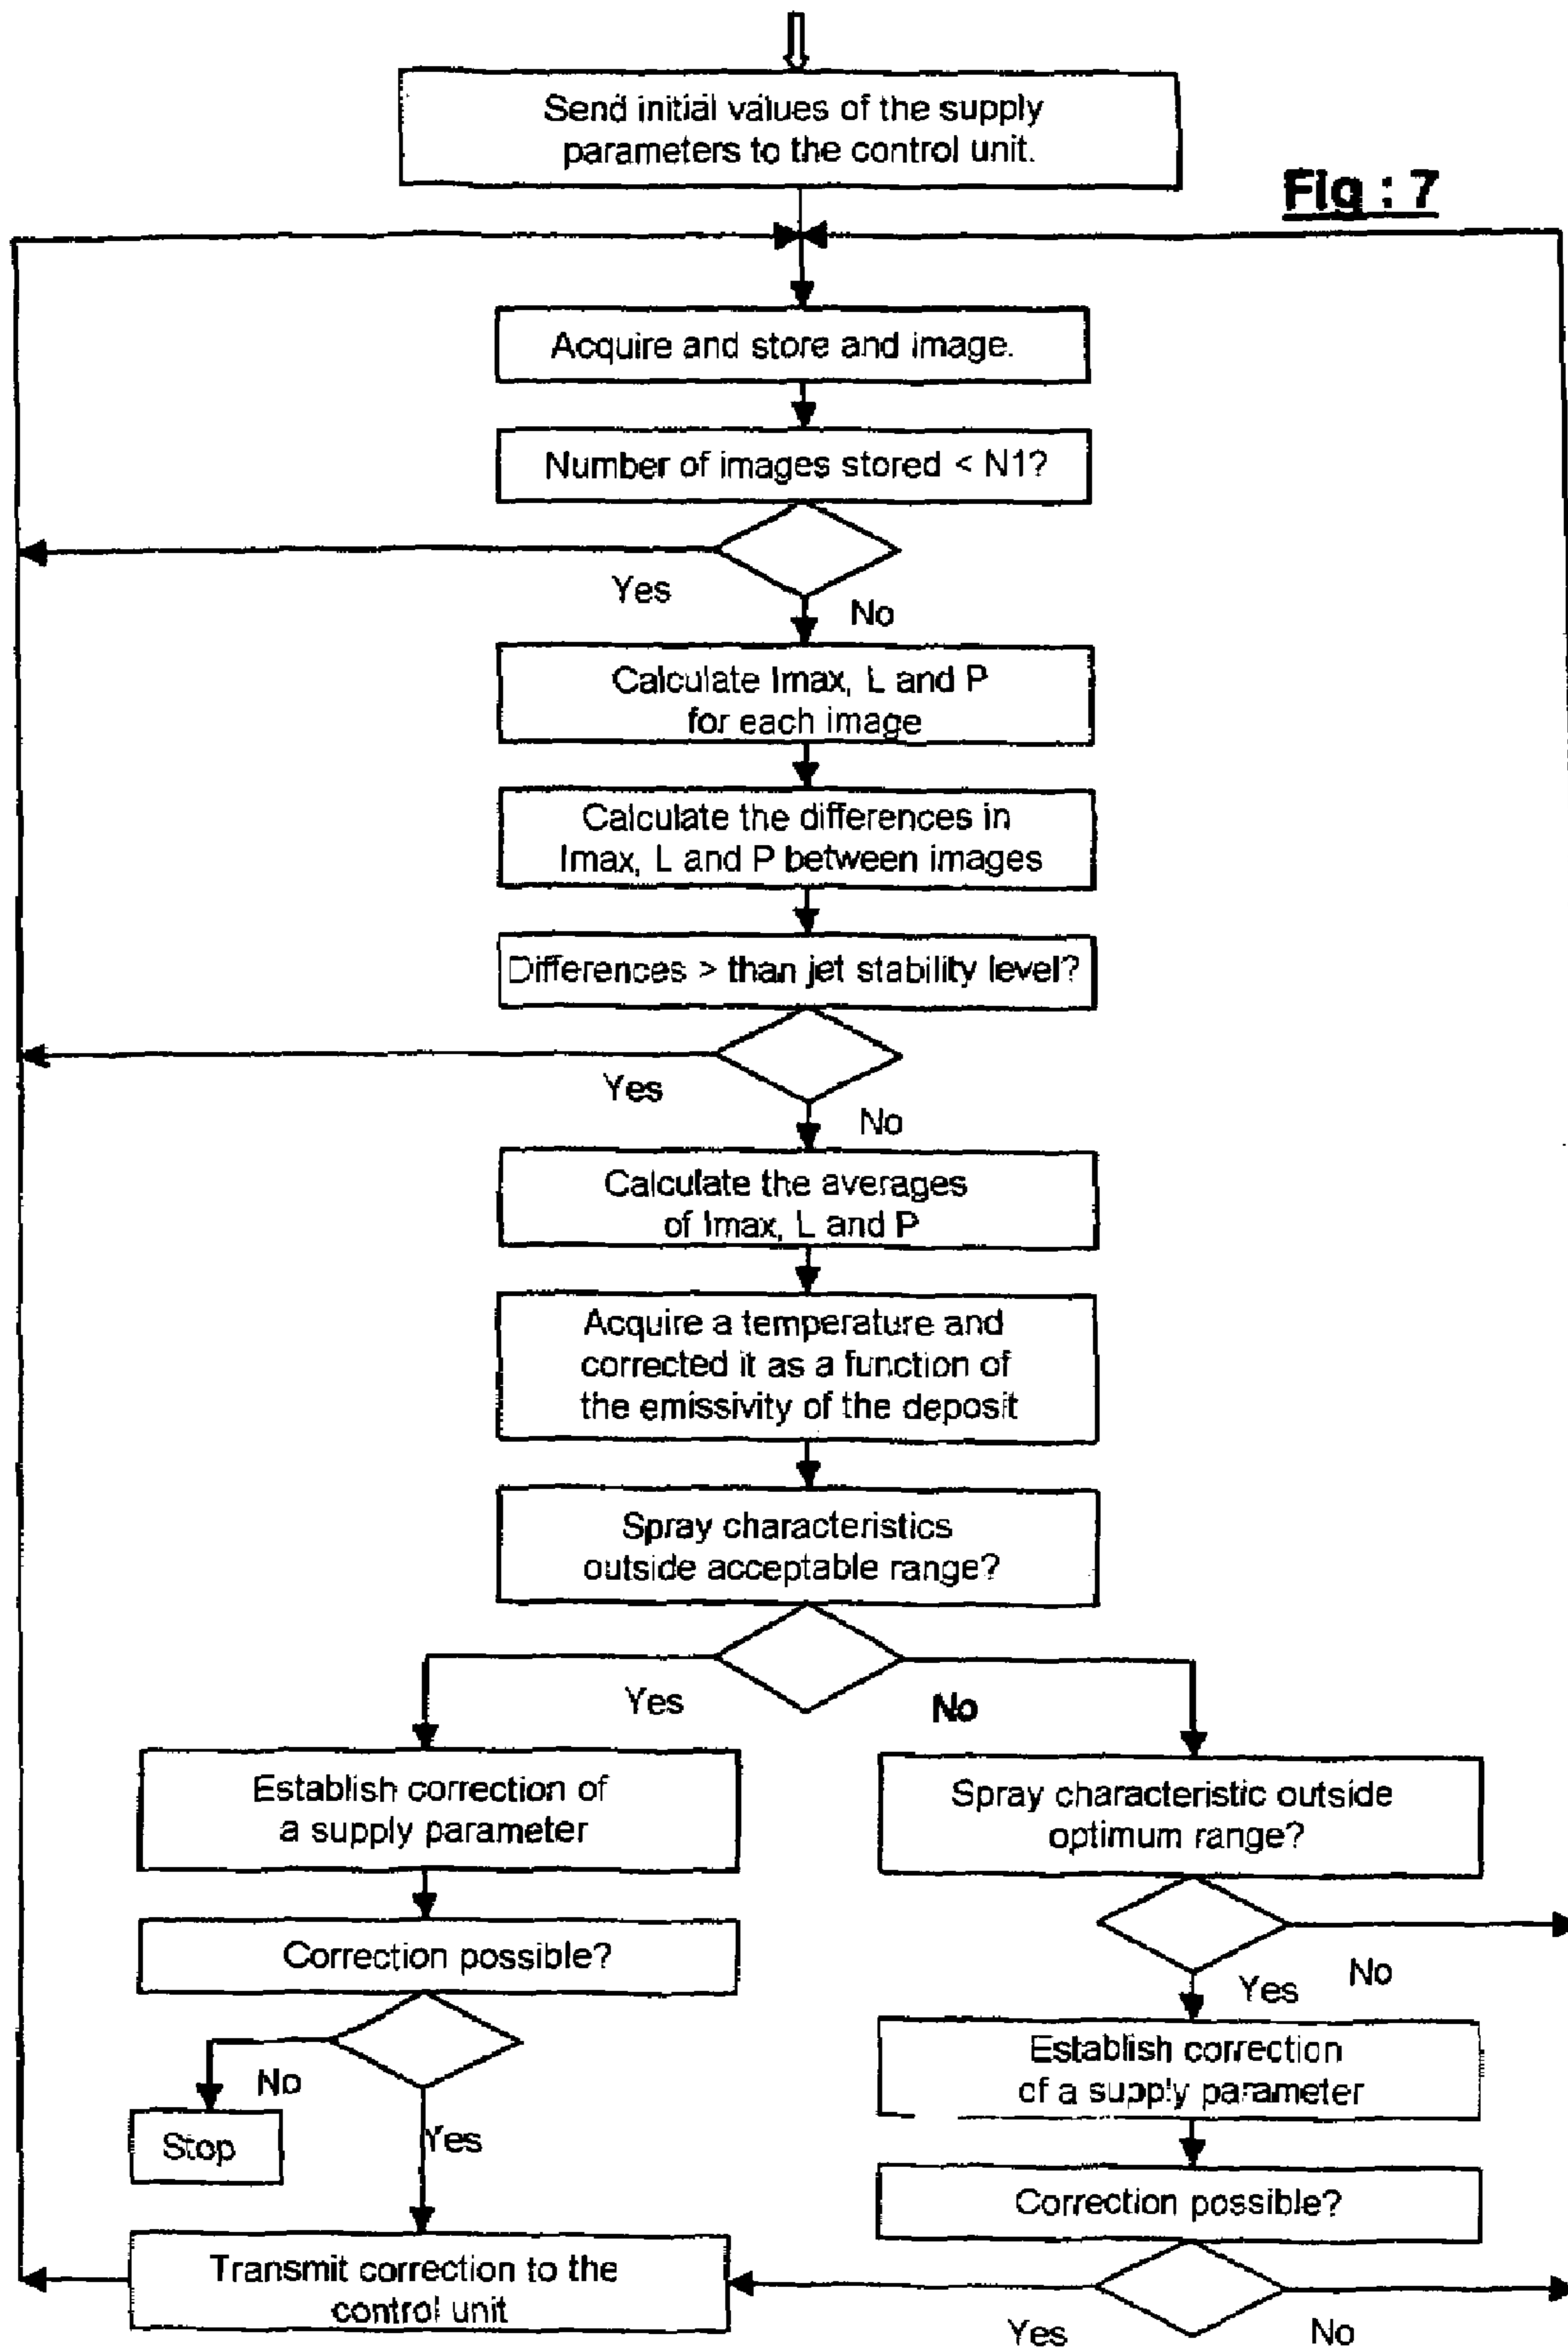 Send initial values of the supply
parameters to the control unit.
Fig : 7
Acquire and store and image.
Number of images stored < N1?
Yes
No
Calculate Imax, L and P
for each image
Calculate the differences in
Imax, L and P between images
Differences > than jet stability level?
Yes
No
Calculate the averages
of Imax, L and P
Acquire a temperature and
corrected it as a function of
the emissivity of the deposit
Spray characteristics
outside acceptable range?
Yes
No
Establish correction of
a supply parameter
Spray characteristic outside
optimum range?
Correction possible?
No
Yes
Establish correction
of a supply parameter
No
Stop
Yes
Correction possible?
Transmit correction to the
control unit
Yes
No